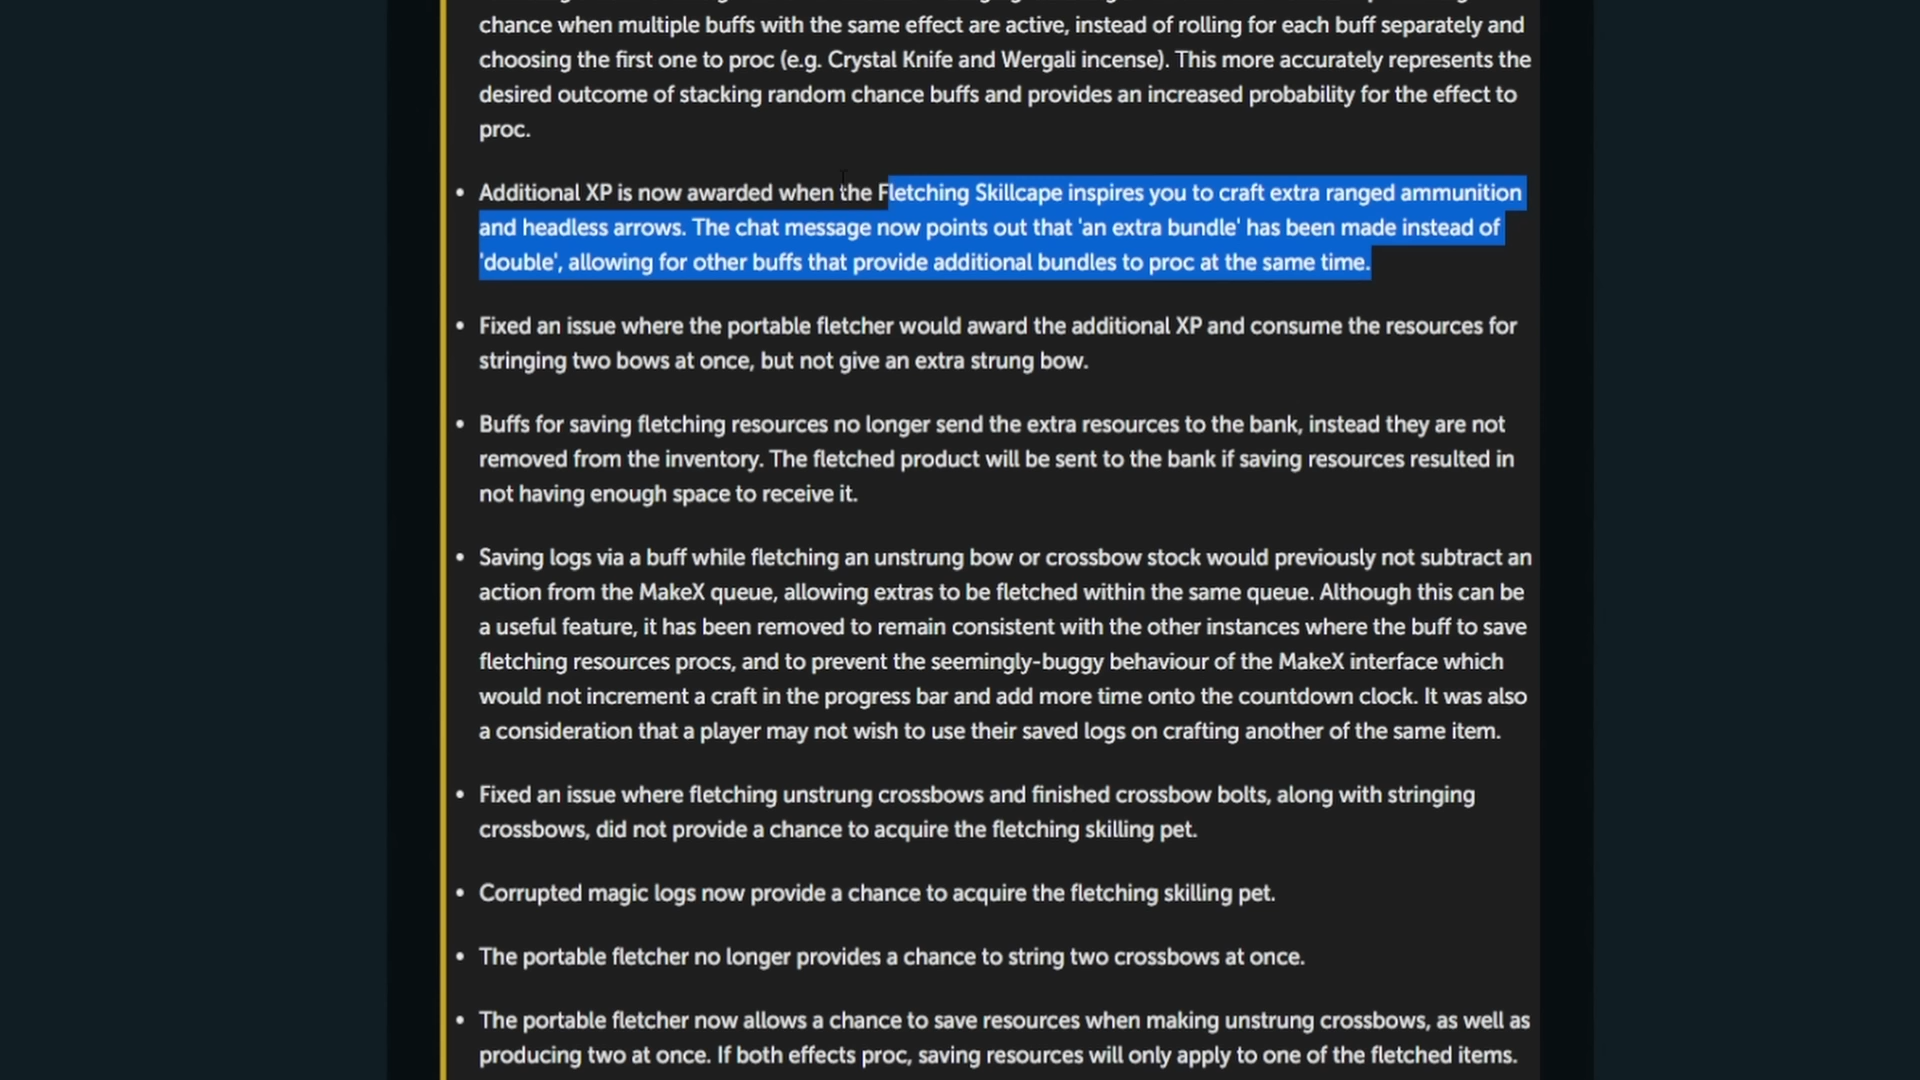 chance when multiple buffs with the same effect are active, instead of rolling for each buff separately and
choosing the first one to proc (e.g. Crystal Knife and Wergali incense). This more accurately represents the
desired outcome of stacking random chance buffs and provides an increased probability for the effect to
proc.
• Additional XP is now awarded when the Fletching Skillcape inspires you to craft extra ranged ammunition
and headless arrows. The chat message now points out that 'an extra bundle' has been made instead of
'double', allowing for other buffs that provide additional bundles to proc at the same time.
• Fixed an issue where the portable fletcher would award the additional XP and consume the resources for
stringing two bows at once, but not give an extra strung bow.
• Buffs for saving fletching resources no longer send the extra resources to the bank, instead they are not
removed from the inventory. The fletched product will be sent to the bank if saving resources resulted in
not having enough space to receive it.
• Saving logs via a buff while fletching an unstrung bow or crossbow stock would previously not subtract an
action from the MakeX queue, allowing extras to be fletched within the same queue. Although this can be
a useful feature, it has been removed to remain consistent with the other instances where the buff to save
fletching resources procs, and to prevent the seemingly-buggy behaviour of the MakeX interface which
would not increment a craft in the progress bar and add more time onto the countdown clock. It was also
a consideration that a player may not wish to use their saved logs on crafting another of the same item.
• Fixed an issue where fletching unstrung crossbows and finished crossbow bolts, along with stringing
crossbows, did not provide a chance to acquire the fletching skilling pet.
• Corrupted magic logs now provide a chance to acquire the fletching skilling pet.
• The portable fletcher no longer provides a chance to string two crossbows at once.
• The portable fletcher now allows a chance to save resources when making unstrung crossbows, as well as
producing two at once. If both effects proc, saving resources will only apply to one of the fletched items.